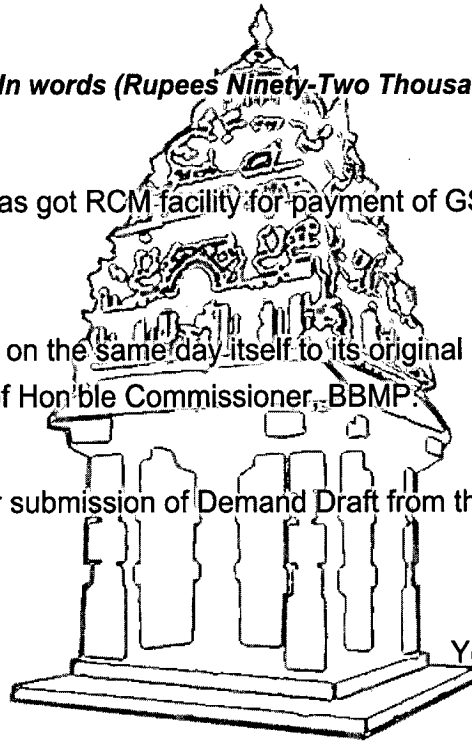 In words (Rupees Ninety-Two Thousa
as got RCM facility for payment of GS
on the same day itself to its original
f Hon'ble Commissioner, BBMP.
r submission of Demand Draft from th
Yo